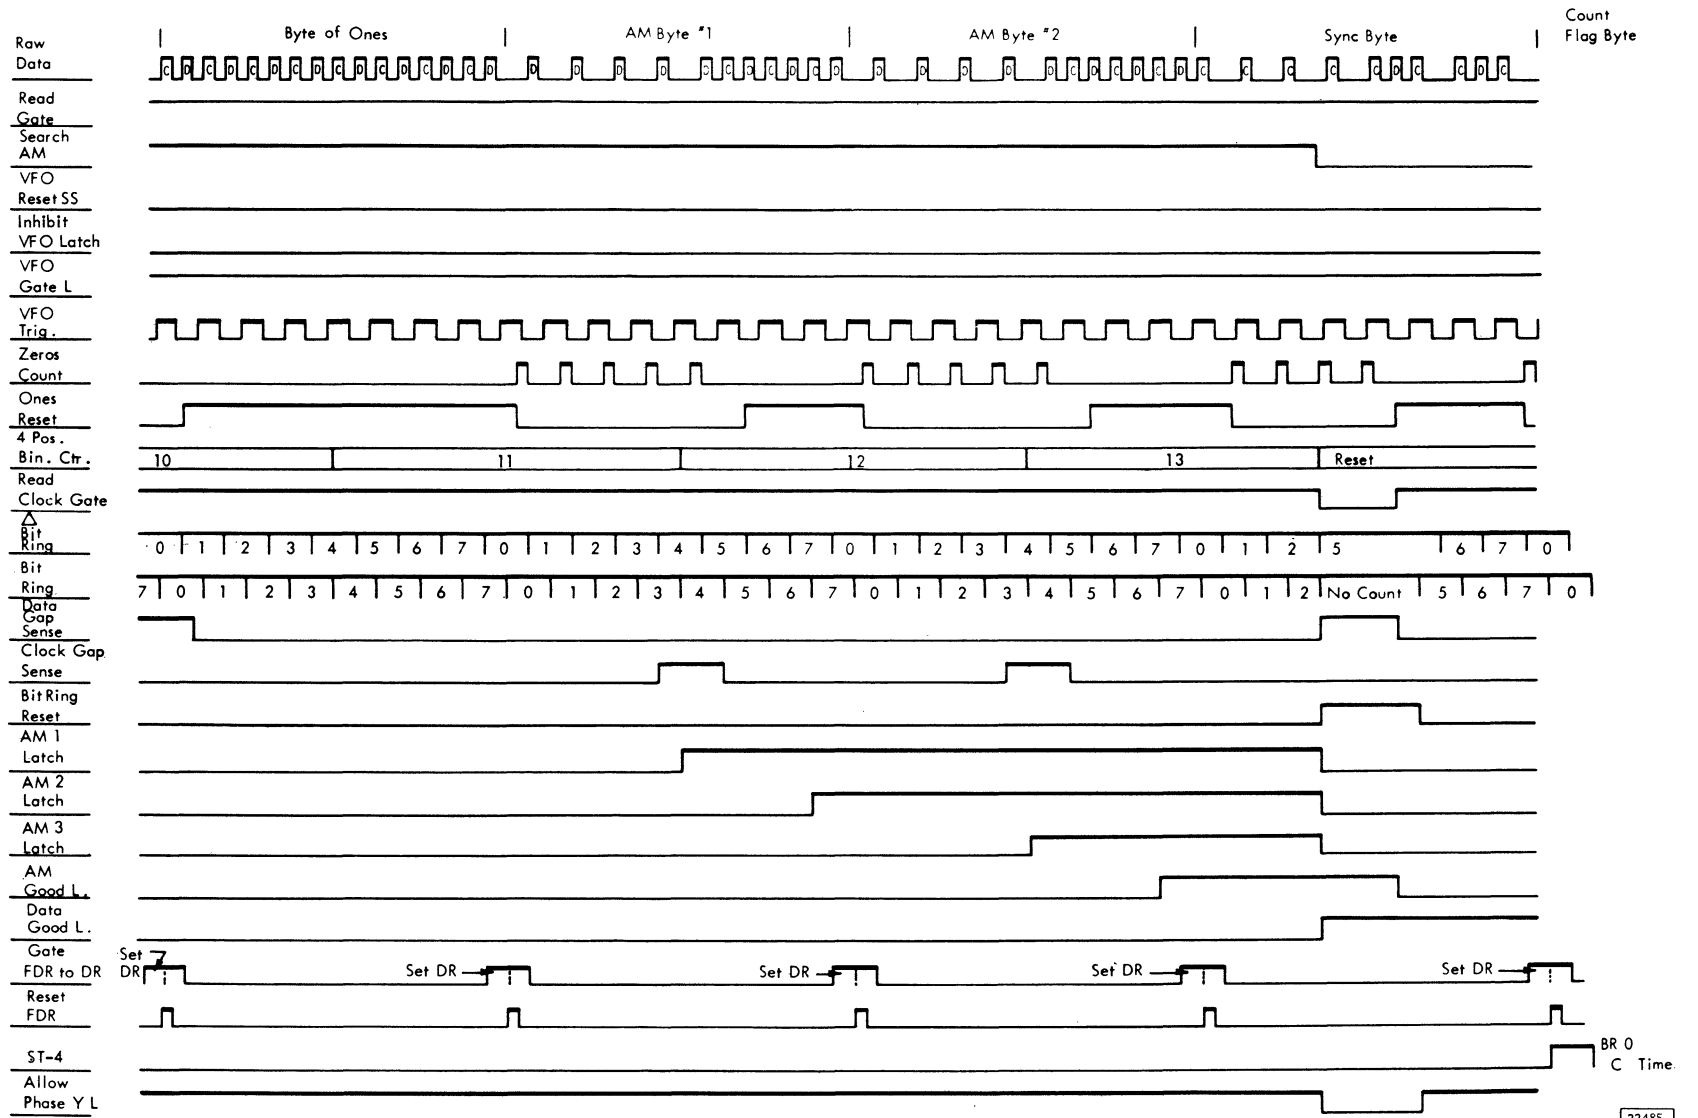 Byte of Ones AM Byte #1 AM Byte #2 Sync Byte Count Flag Byte
Raw Data
C D C D C D C D C D C D C D C D D D D D D C D C D C D D D D D D C D C D C D C C C C C D C C D C
Read Gate
Search AM
VFO Reset SS
Inhibit VFO Latch
VFO Gate L
VFO Trig.
Zeros Count
Ones Reset
4 Pos. Bin. Ctr. 10 11 12 13 Reset
Read Clock Gate
△ Bit Ring 0 1 2 3 4 5 6 7 0 1 2 3 4 5 6 7 0 1 2 3 4 5 6 7 0 1 2 5 6 7 0
Bit Ring 7 0 1 2 3 4 5 6 7 0 1 2 3 4 5 6 7 0 1 2 3 4 5 6 7 0 1 2 No Count 5 6 7 0
Data Gap Sense
Clock Gap Sense
Bit Ring Reset
AM 1 Latch
AM 2 Latch
AM 3 Latch
AM Good L.
Data Good L.
Gate FDR to DR Set DR Set DR Set DR Set DR Set DR
Reset FDR
ST-4 BR 0 C Time
Allow Phase Y L
22485